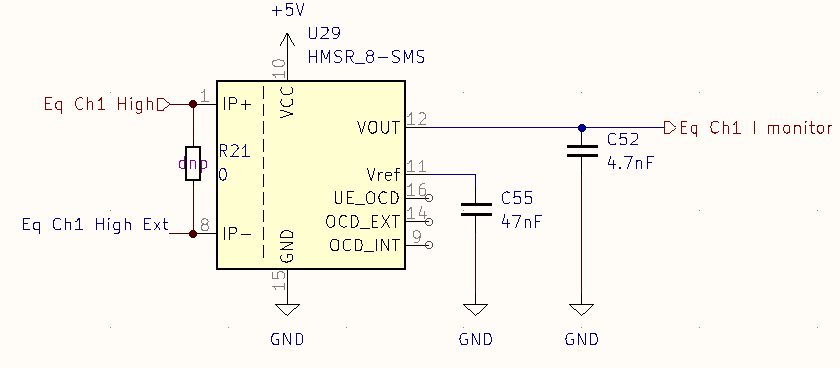 +5V
U29
HMSR_8-SMS
10
VCC
Eq Ch1 High
1
IP+
VOUT
12
Eq Ch1 I monitor
C52
4.7nF
dnp
R21
0
Vref
11
UE_OCD
16
C55
47nF
OCD_EXT
14
Eq Ch1 High Ext
8
IP-
OCD_INT
9
GND
15
GND
GND
GND